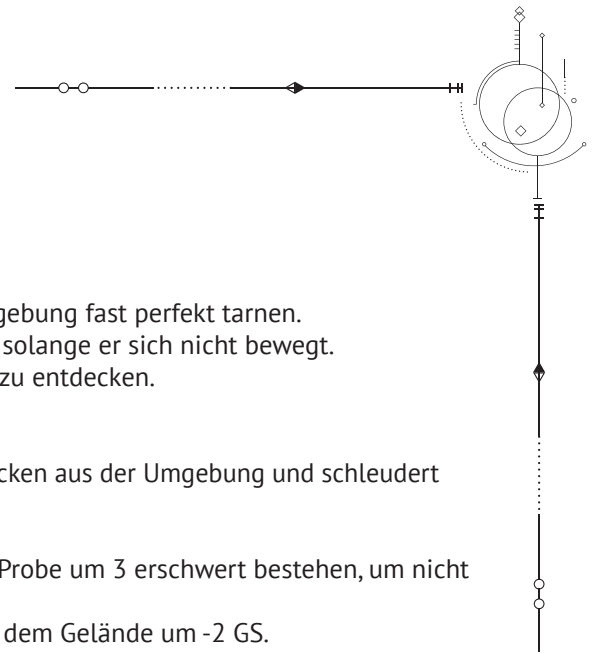 gebung fast perfekt tarnen.
solange er sich nicht bewegt.
zu entdecken.
cken aus der Umgebung und schleudert
Probe um 3 erschwert bestehen, um nicht
dem Gelände um -2 GS.